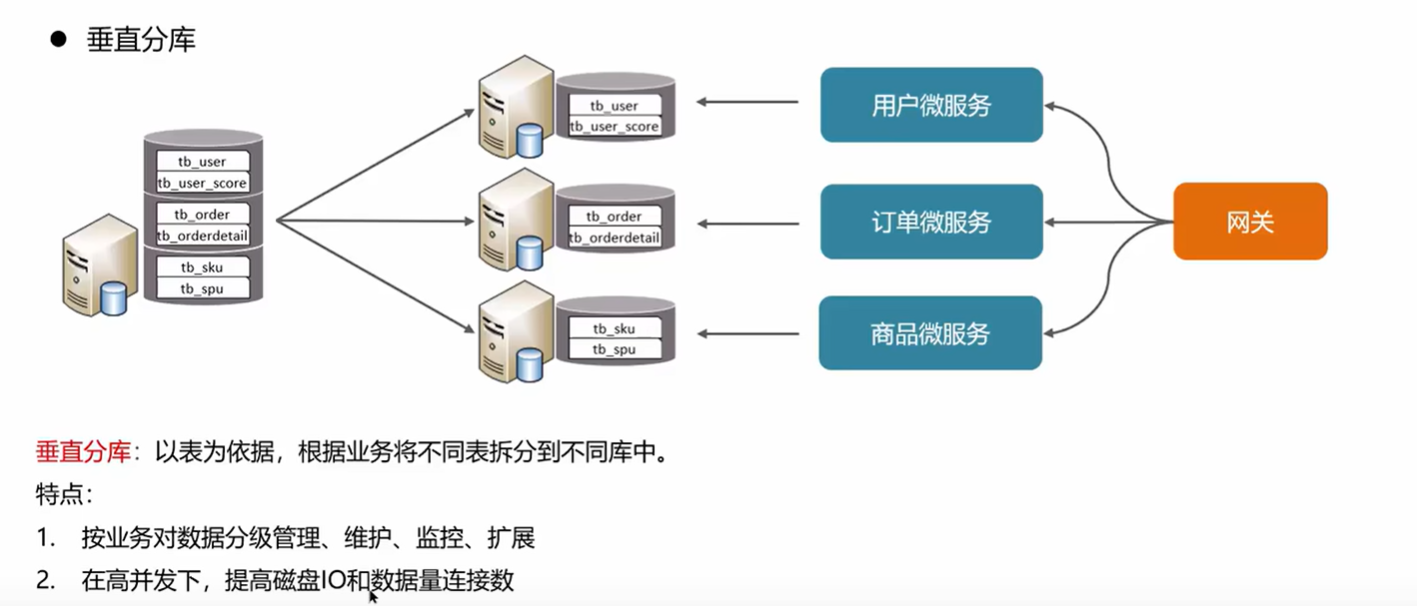 ● 垂直分库
tb_user
tb_user_score
tb_order
tb_orderdetail
tb_sku
tb_spu
tb_user
tb_user_score
tb_order
tb_orderdetail
tb_sku
tb_spu
用户微服务
订单微服务
商品微服务
网关
垂直分库：以表为依据，根据业务将不同表拆分到不同库中。
特点：
1. 按业务对数据分级管理、维护、监控、扩展
2. 在高并发下，提高磁盘IO和数据量连接数